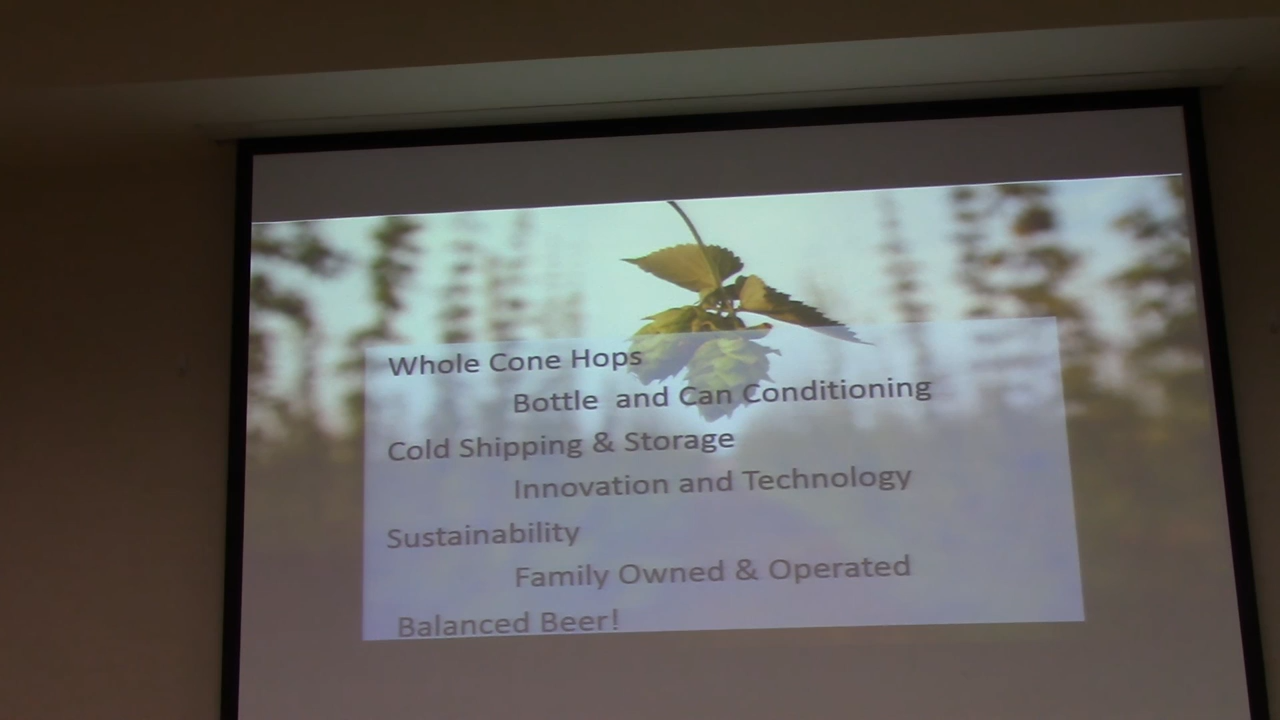 Whole Cone Hops
Bottle and Can Conditioning
Cold Shipping & Storage
Innovation and Technology
Sustainability
Family Owned & Operated
Balanced Beer!